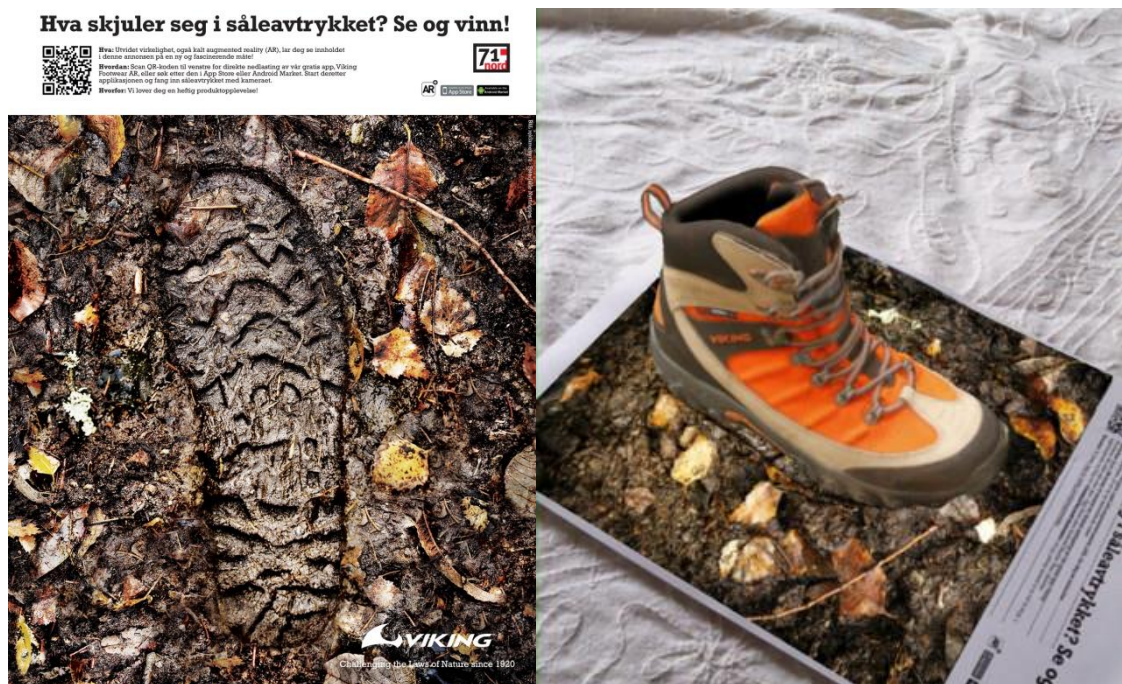 Hva skjuler seg i såleavtrykket? Se og vinn!
Hva: Utvidet virkelighet, også kalt augmented reality (AR), lar deg se innholdet
i denne annonsen på en ny og fascinerende måte!
Hvordan: Scan QR-koden til venstre for direkte nedlasting av vår gratis app, Viking
Footwear AR, eller søk etter den i App Store eller Android Market. Start deretter
applikasjonen og fang inn såleavtrykket med kameraet.
Hvorfor: Vi lover deg en heftig produktopplevelse!
71°
nord
AR
App Store
Android Market
VIKING
Challenging the Laws of Nature since 1920
VIKING
såleavtrykket? Se og